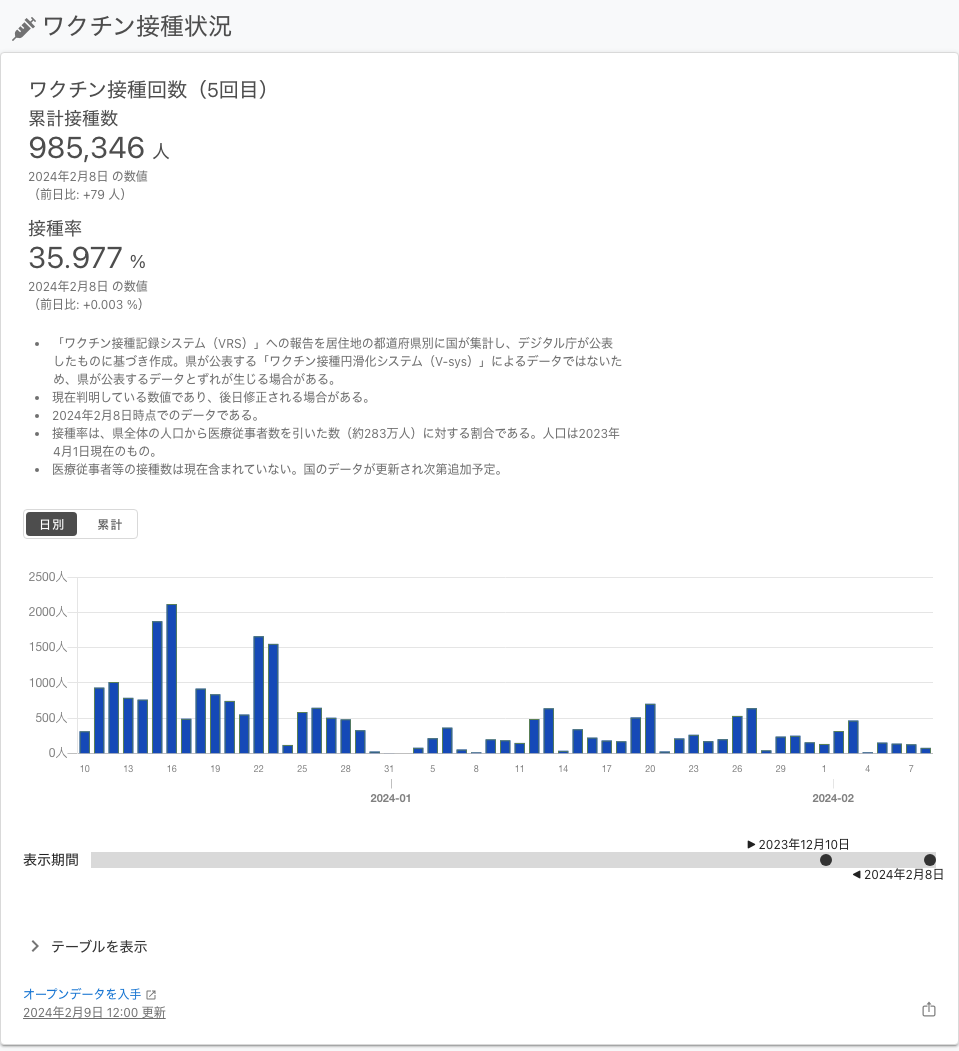 ワクチン接種状況
ワクチン接種回数（5回目）
累計接種数
985,346 人
2024年2月8日 の数値
（前日比: +79 人）
接種率
35.977 %
2024年2月8日 の数値
（前日比: +0.003 %）
• 「ワクチン接種記録システム（VRS）」への報告を居住地の都道府県別に国が集計し、デジタル庁が公表
したものに基づき作成。県が公表する「ワクチン接種円滑化システム（V-sys）」によるデータではないた
め、県が公表するデータとずれが生じる場合がある。
• 現在判明している数値であり、後日修正される場合がある。
• 2024年2月8日時点でのデータである。
• 接種率は、県全体の人口から医療従事者数を引いた数（約283万人）に対する割合である。人口は2023年
4月1日現在のもの。
• 医療従事者等の接種数は現在含まれていない。国のデータが更新され次第追加予定。
日別 累計
2500人
2000人
1500人
1000人
500人
0人
10 13 16 19 22 25 28 31 5 8 11 14 17 20 23 26 29 1 4 7
2024-01 2024-02
▶ 2023年12月10日
表示期間
◀ 2024年2月8日
テーブルを表示
オープンデータを入手
2024年2月9日 12:00 更新